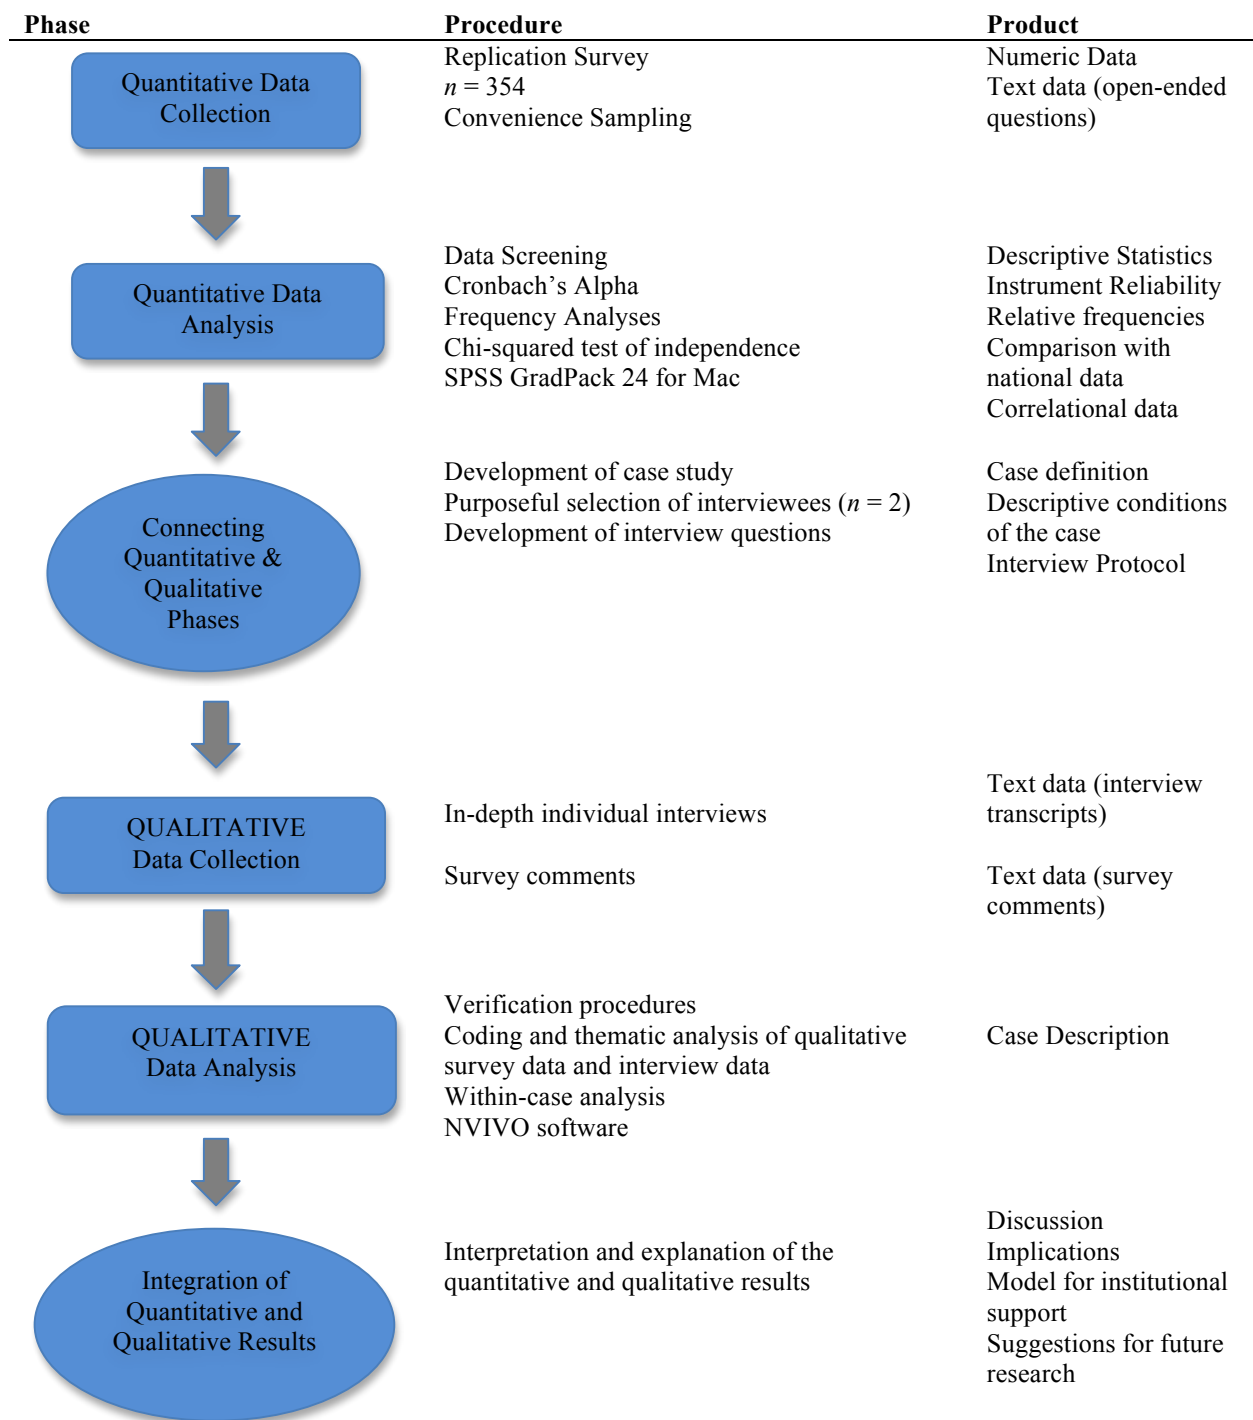 Phase Procedure Product
Quantitative Data
Collection
Replication Survey
n = 354
Convenience Sampling
Numeric Data
Text data (open-ended
questions)
Quantitative Data
Analysis
Data Screening
Cronbach’s Alpha
Frequency Analyses
Chi-squared test of independence
SPSS GradPack 24 for Mac
Descriptive Statistics
Instrument Reliability
Relative frequencies
Comparison with
national data
Correlational data
Connecting
Quantitative &
Qualitative
Phases
Development of case study
Purposeful selection of interviewees (n = 2)
Development of interview questions
Case definition
Descriptive conditions
of the case
Interview Protocol
QUALITATIVE
Data Collection
In-depth individual interviews
Survey comments
Text data (interview
transcripts)
Text data (survey
comments)
QUALITATIVE
Data Analysis
Verification procedures
Coding and thematic analysis of qualitative
survey data and interview data
Within-case analysis
NVIVO software
Case Description
Integration of
Quantitative and
Qualitative Results
Interpretation and explanation of the
quantitative and qualitative results
Discussion
Implications
Model for institutional
support
Suggestions for future
research